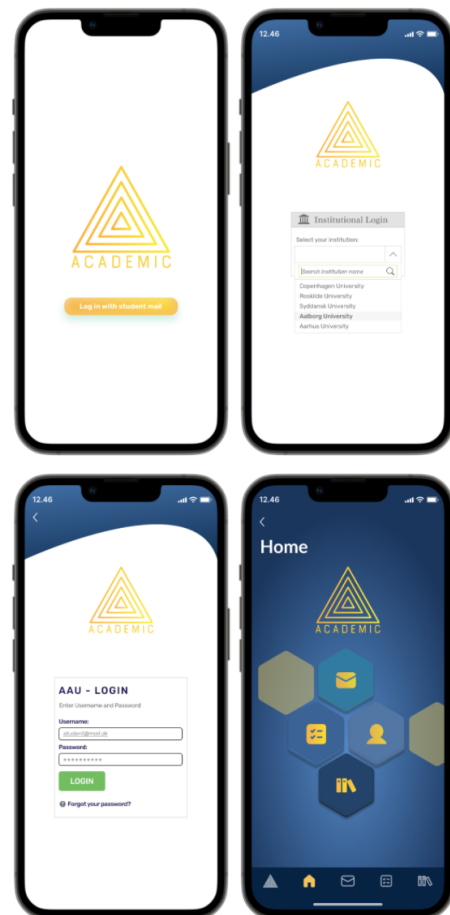 ACADEMIC
Log in with student mail
12.46
ACADEMIC
Institutional Login
Select your institution:
Search institution name
Copenhagen University
Roskilde University
Syddansk University
Aalborg University
Aarhus University
12.46
ACADEMIC
AAU - LOGIN
Enter Username and Password
Username:
student@mail.dk
Password:
**********
LOGIN
Forgot your password?
12.46
Home
ACADEMIC